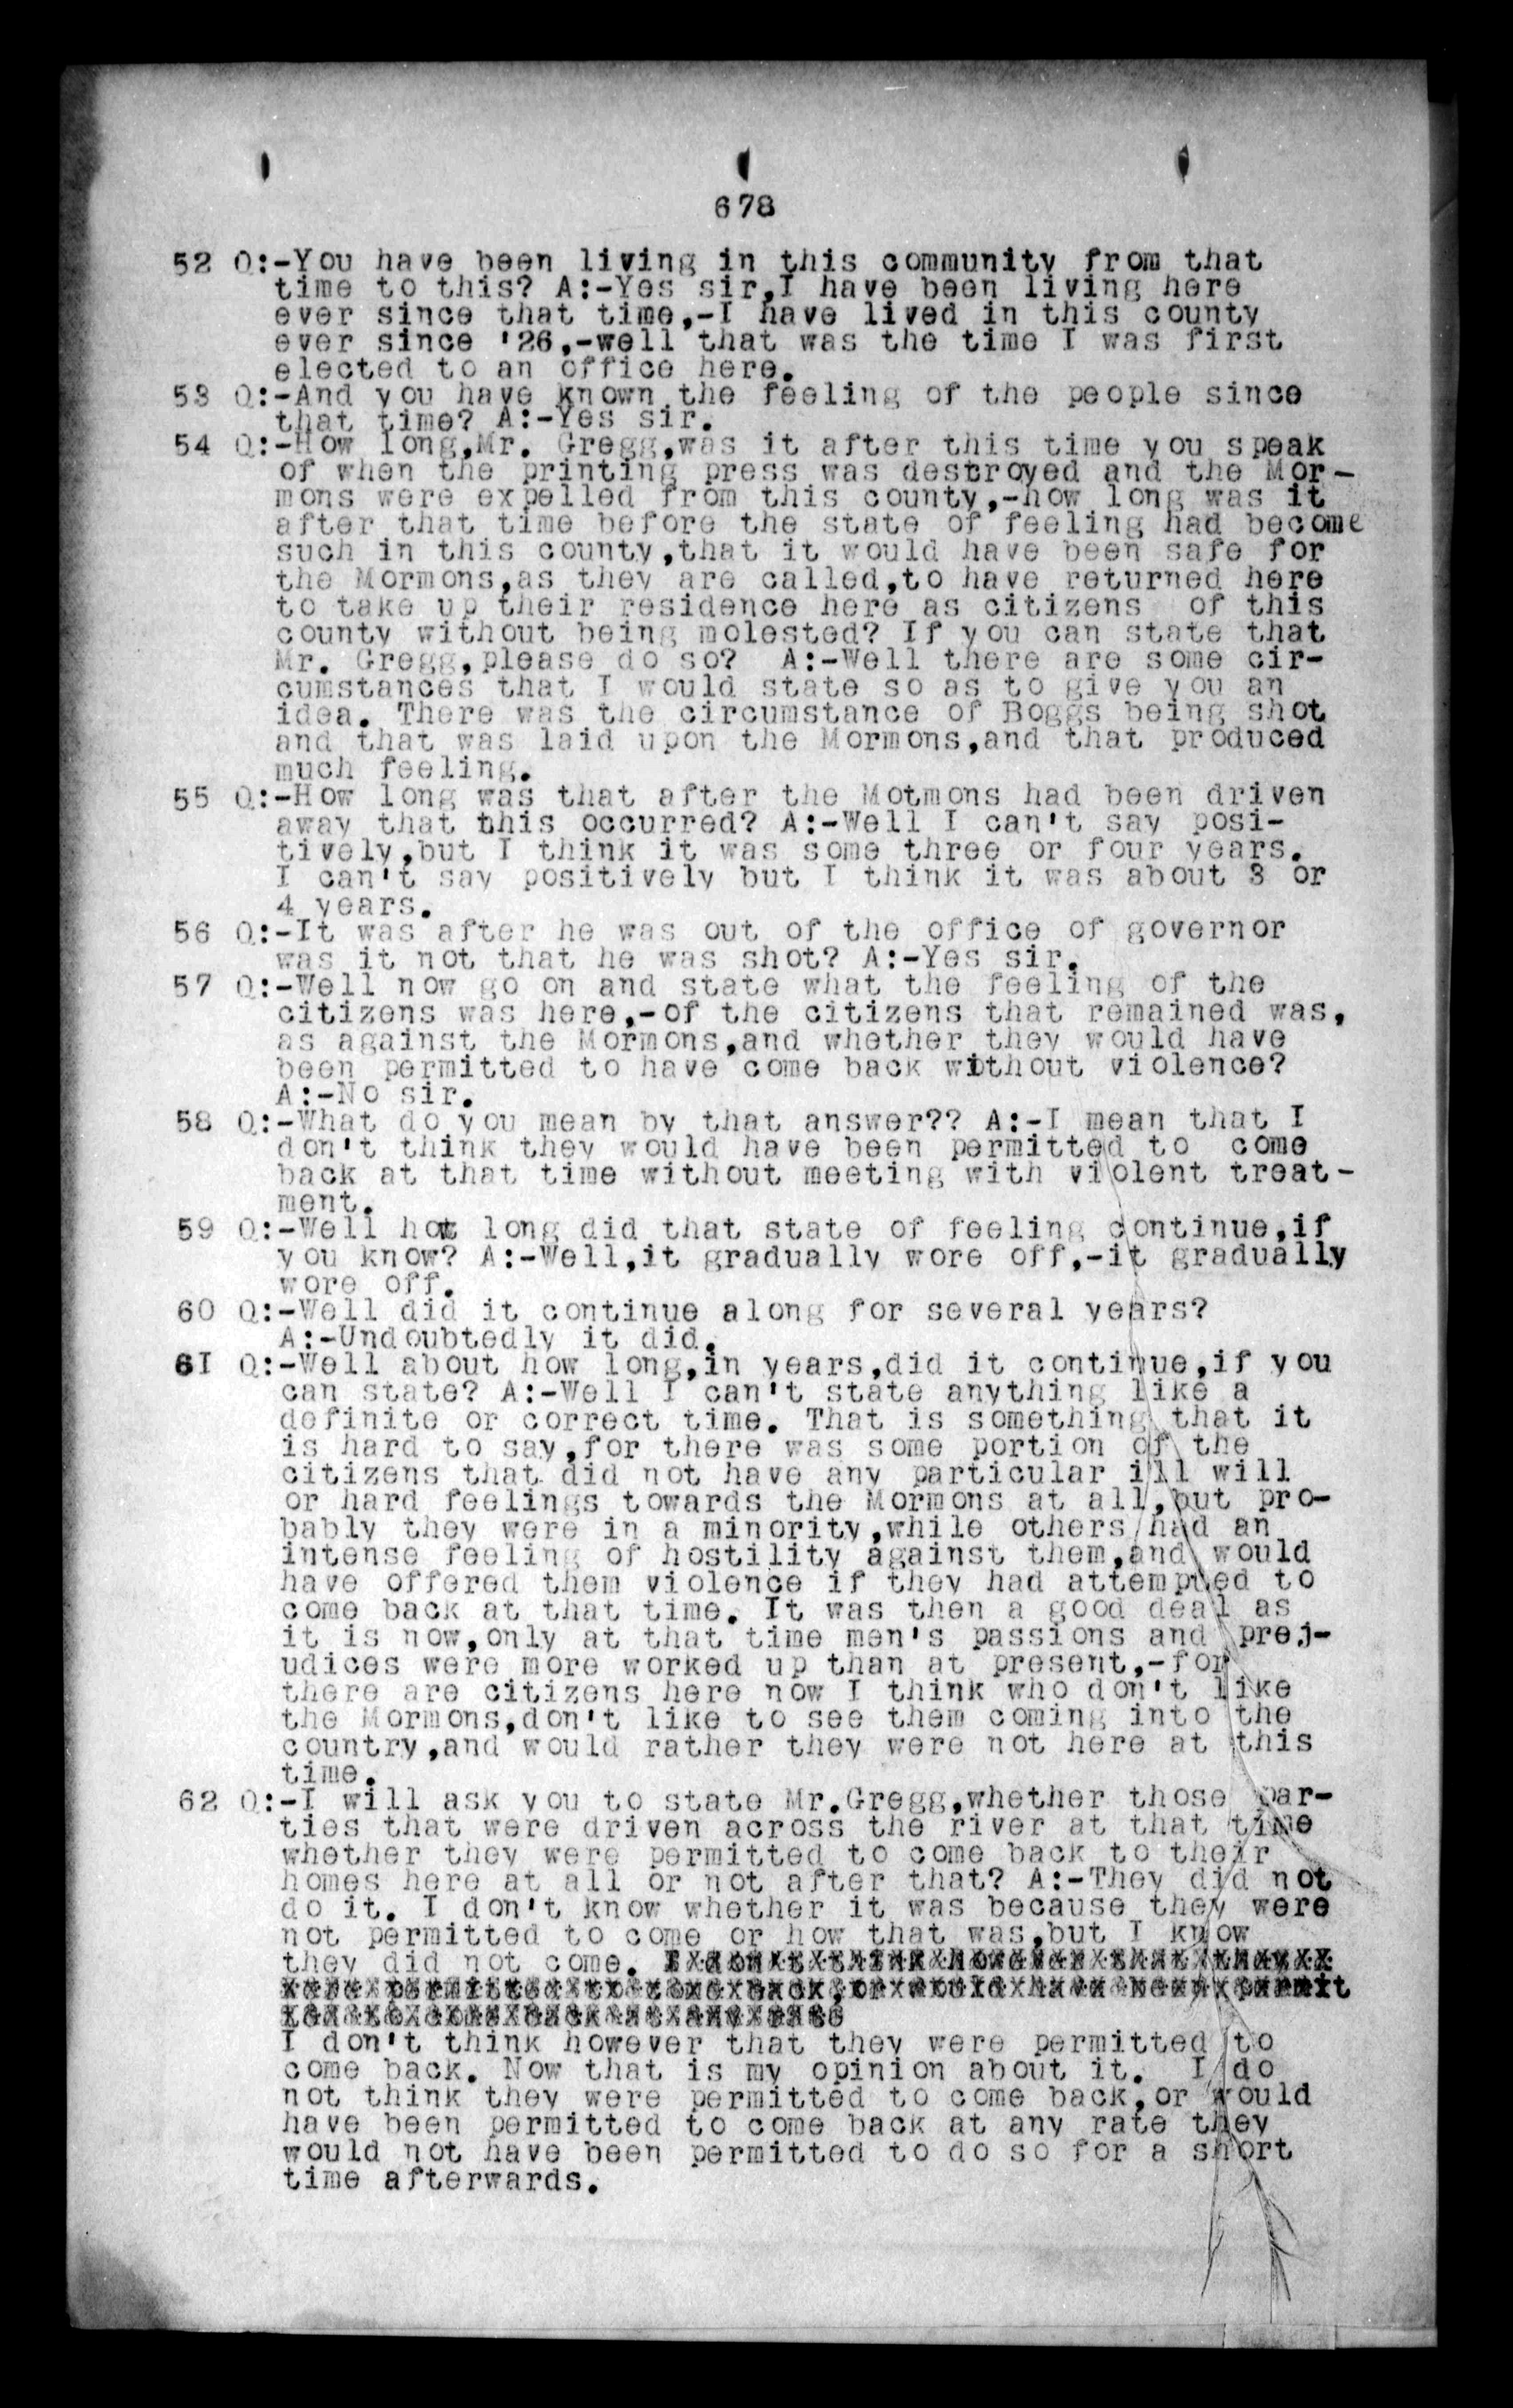 678
52 Q:-You have been living in this community from that
time to this? A:-Yes sir,I have been living here
ever since that time,-I have lived in this county
ever since '26,-well that was the time I was first
elected to an office here.
53 Q:-And you have known the feeling of the people since
that time? A:-Yes sir.
54 Q:-How long,Mr. Gregg,was it after this time you speak
of when the printing press was destroyed and the Mor-
mons were expelled from this county,-how long was it
after that time before the state of feeling had become
such in this county,that it would have been safe for
the Mormons,as they are called,to have returned here
to take up their residence here as citizens of this
county without being molested? If you can state that
Mr. Gregg,please do so? A:-Well there are some cir-
cumstances that I would state so as to give you an
idea. There was the circumstance of Boggs being shot
and that was laid upon the Mormons,and that produced
much feeling.
55 Q:-How long was that after the Motmons had been driven
away that this occurred? A:-Well I can't say posi-
tively,but I think it was some three or four years.
I can't say positively but I think it was about 3 or
4 years.
56 Q:-It was after he was out of the office of governor
was it not that he was shot? A:-Yes sir.
57 Q:-Well now go on and state what the feeling of the
citizens was here,-of the citizens that remained was,
as against the Mormons,and whether they would have
been permitted to have come back without violence?
A:-No sir.
58 Q:-What do you mean by that answer?? A:-I mean that I
don't think they would have been permitted to come
back at that time without meeting with violent treat-
ment.
59 Q:-Well how long did that state of feeling continue,if
you know? A:-Well,it gradually wore off,-it gradually
wore off.
60 Q:-Well did it continue along for several years?
A:-Undoubtedly it did.
61 Q:-Well about how long,in years,did it continue,if you
can state? A:-Well I can't state anything like a
definite or correct time. That is something that it
is hard to say,for there was some portion of the
citizens that did not have any particular ill will
or hard feelings towards the Mormons at all,but pro-
bably they were in a minority,while others had an
intense feeling of hostility against them,and would
have offered them violence if they had attempted to
come back at that time. It was then a good deal as
it is now,only at that time men's passions and prej-
udices were more worked up than at present,-for
there are citizens here now I think who don't like
the Mormons,don't like to see them coming into the
country,and would rather they were not here at this
time.
62 Q:-I will ask you to state Mr.Gregg,whether those par-
ties that were driven across the river at that time
whether they were permitted to come back to their
homes here at all or not after that? A:-They did not
do it. I don't know whether it was because they were
not permitted to come or how that was,but I know
they did not come.
I don't think however that they were permitted to
come back. Now that is my opinion about it. I do
not think they were permitted to come back,or would
have been permitted to come back at any rate they
would not have been permitted to do so for a short
time afterwards.